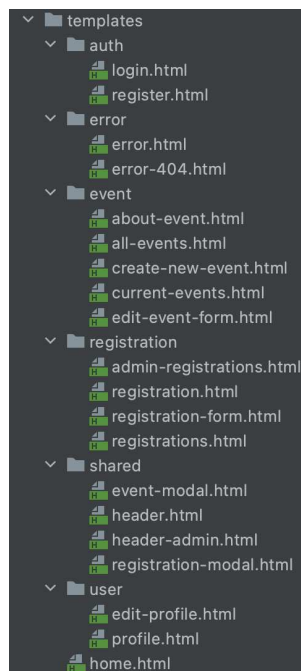 templates
auth
login.html
register.html
error
error.html
error-404.html
event
about-event.html
all-events.html
create-new-event.html
current-events.html
edit-event-form.html
registration
admin-registrations.html
registration.html
registration-form.html
registrations.html
shared
event-modal.html
header.html
header-admin.html
registration-modal.html
user
edit-profile.html
profile.html
home.html